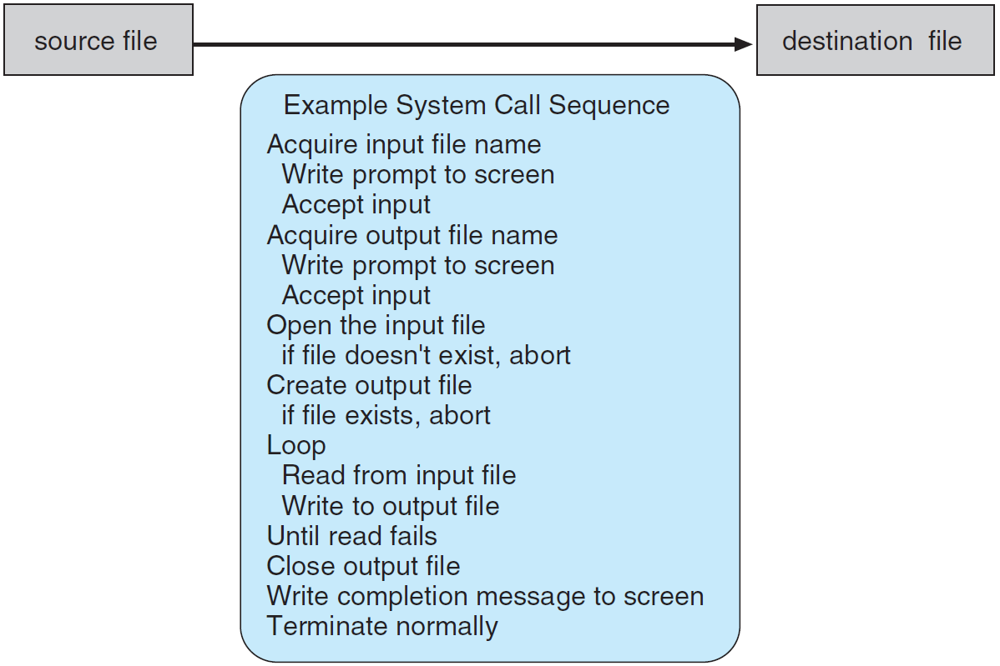 source file
destination file
Example System Call Sequence
Acquire input file name
Write prompt to screen
Accept input
Acquire output file name
Write prompt to screen
Accept input
Open the input file
if file doesn't exist, abort
Create output file
if file exists, abort
Loop
Read from input file
Write to output file
Until read fails
Close output file
Write completion message to screen
Terminate normally